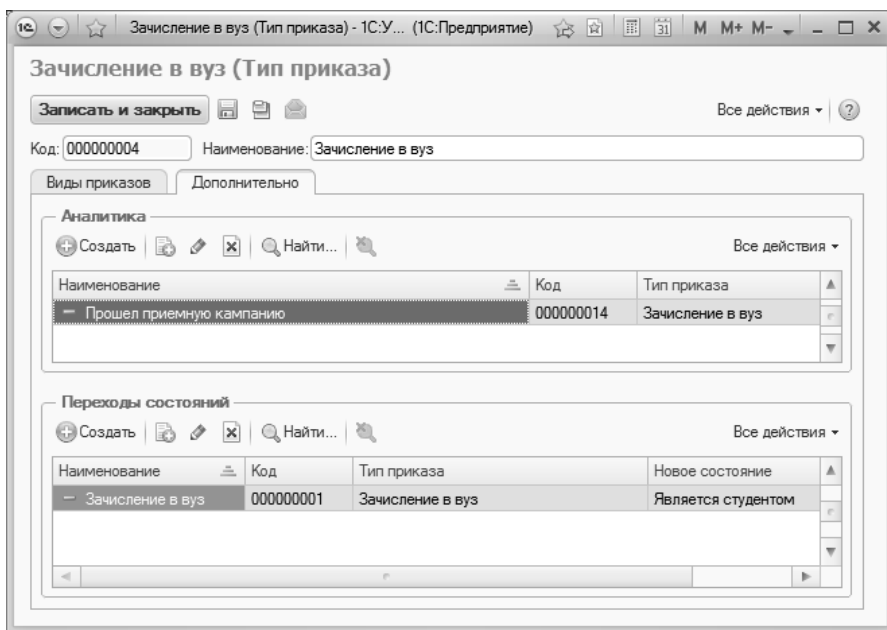 1С Зачисление в вуз (Тип приказа) - 1С:У... (1С:Предприятие) 31 M M+ M-
Зачисление в вуз (Тип приказа)
Записать и закрыть Все действия ?
Код: 000000004 Наименование: Зачисление в вуз
Виды приказов Дополнительно
Аналитика
Создать Найти... Все действия
Наименование Код Тип приказа
Прошел приемную кампанию 000000014 Зачисление в вуз
Переходы состояний
Создать Найти... Все действия
Наименование Код Тип приказа Новое состояние
Зачисление в вуз 000000001 Зачисление в вуз Является студентом